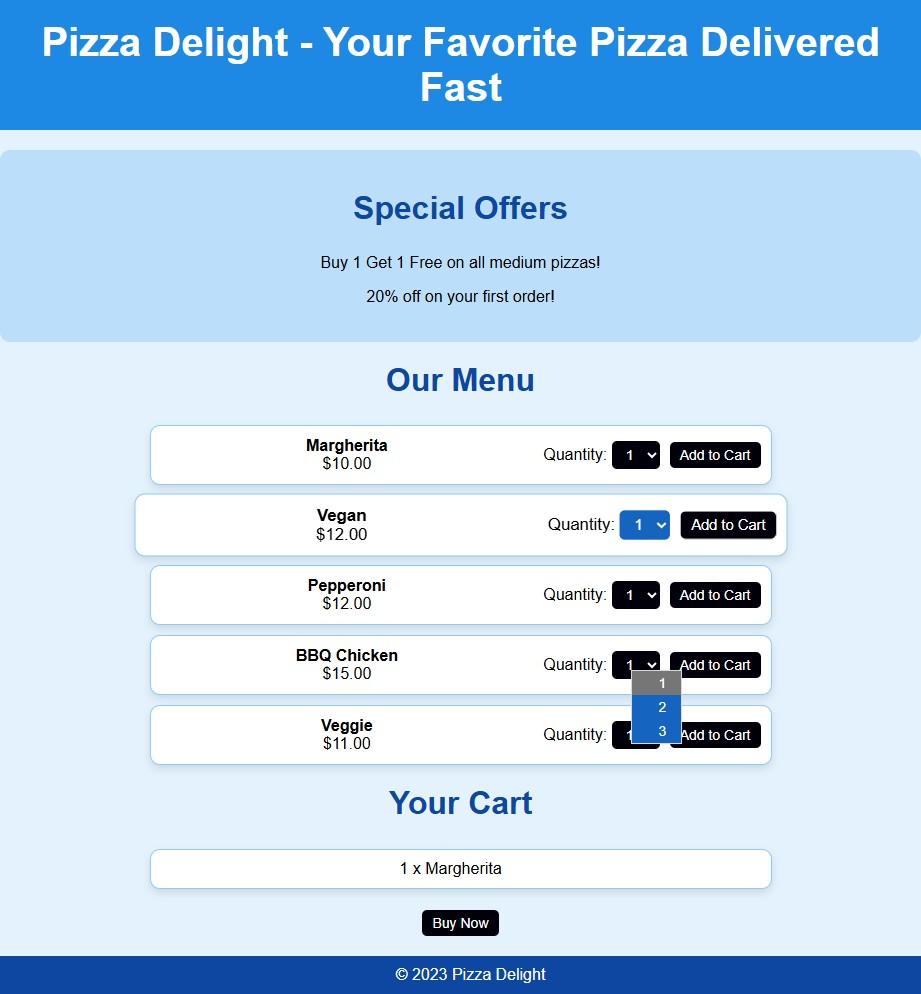 Pizza Delight - Your Favorite Pizza Delivered
Fast
Special Offers
Buy 1 Get 1 Free on all medium pizzas!
20% off on your first order!
Our Menu
Margherita
$10.00
Quantity: 1 Add to Cart
Vegan
$12.00
Quantity: 1 Add to Cart
Pepperoni
$12.00
Quantity: 1 Add to Cart
BBQ Chicken
$15.00
Quantity: 1 Add to Cart
1
2
3
Veggie
$11.00
Quantity: 1 Add to Cart
Your Cart
1 x Margherita
Buy Now
© 2023 Pizza Delight